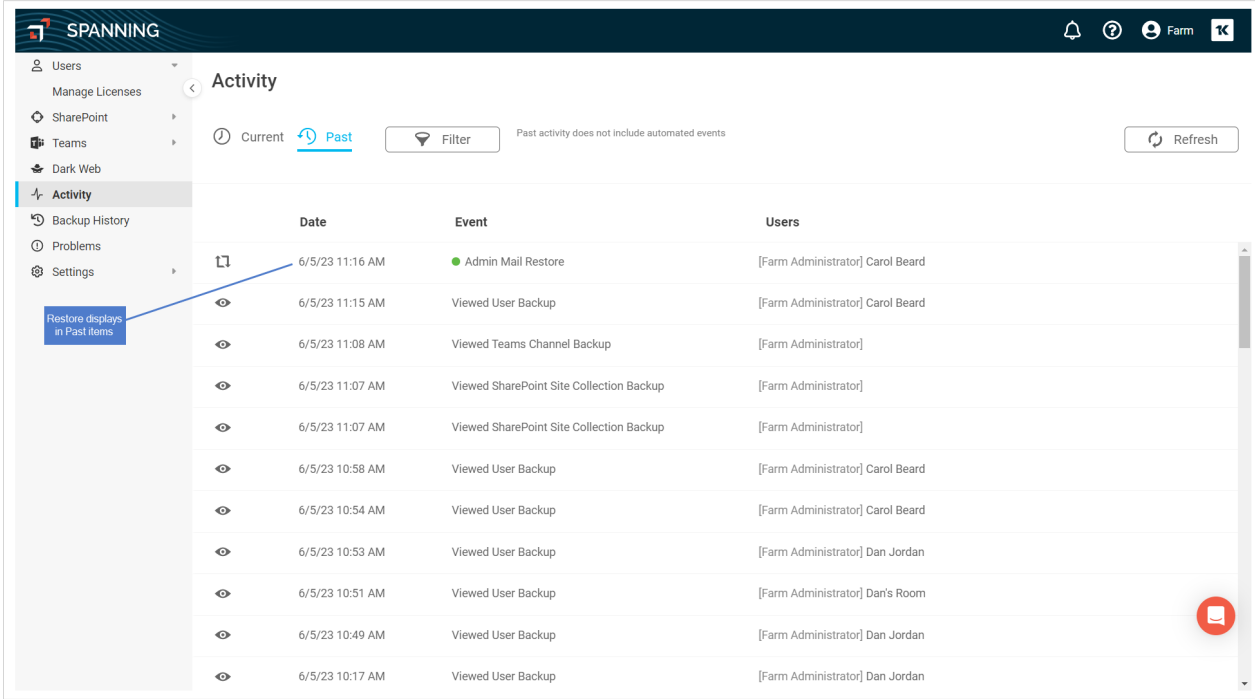 SPANNING
Farm
Users
Manage Licenses
SharePoint
Teams
Dark Web
Activity
Backup History
Problems
Settings
Restore displays
in Past items
Activity
Current
Past
Filter
Past activity does not include automated events
Refresh
Date Event Users
6/5/23 11:16 AM Admin Mail Restore [Farm Administrator] Carol Beard
6/5/23 11:15 AM Viewed User Backup [Farm Administrator] Carol Beard
6/5/23 11:08 AM Viewed Teams Channel Backup [Farm Administrator]
6/5/23 11:07 AM Viewed SharePoint Site Collection Backup [Farm Administrator]
6/5/23 11:07 AM Viewed SharePoint Site Collection Backup [Farm Administrator]
6/5/23 10:58 AM Viewed User Backup [Farm Administrator] Carol Beard
6/5/23 10:54 AM Viewed User Backup [Farm Administrator] Carol Beard
6/5/23 10:53 AM Viewed User Backup [Farm Administrator] Dan Jordan
6/5/23 10:51 AM Viewed User Backup [Farm Administrator] Dan's Room
6/5/23 10:49 AM Viewed User Backup [Farm Administrator] Dan Jordan
6/5/23 10:17 AM Viewed User Backup [Farm Administrator] Dan Jordan